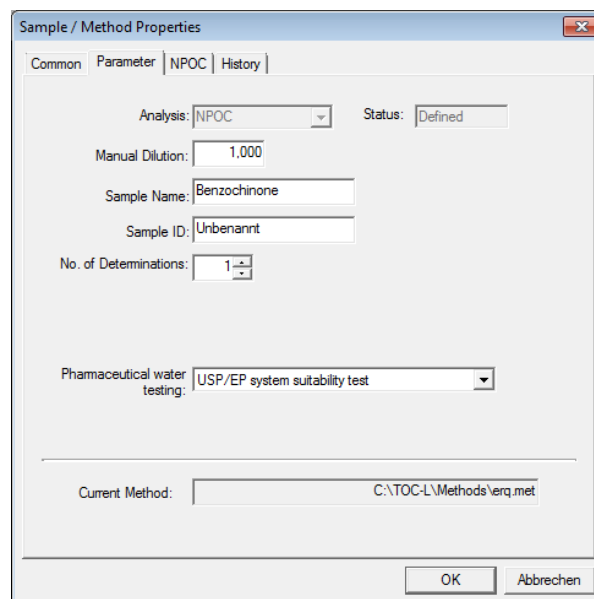 Sample / Method Properties
Common Parameter NPOC History
Analysis: NPOC Status: Defined
Manual Dilution: 1,000
Sample Name: Benzochinone
Sample ID: Unbenannt
No. of Determinations: 1
Pharmaceutical water
testing: USP/EP system suitability test
Current Method: C:\TOC-L\Methods\erq.met
OK Abbrechen